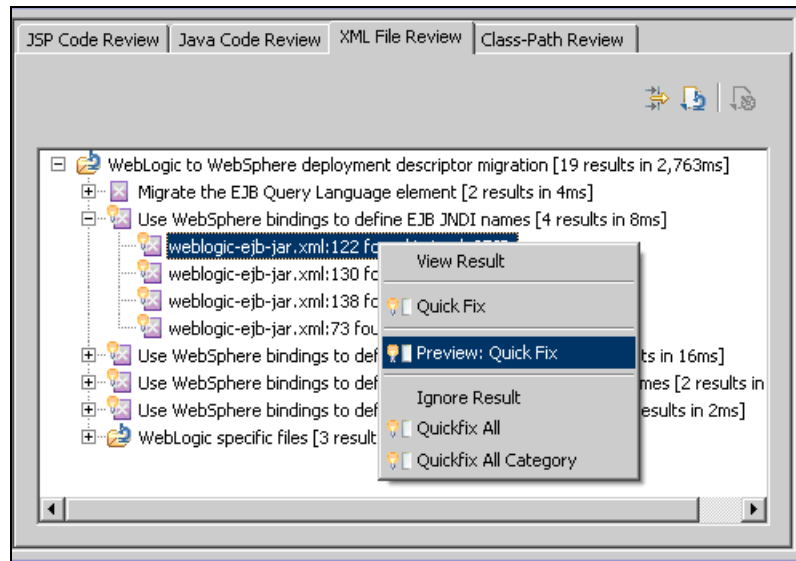 JSP Code Review Java Code Review XML File Review Class-Path Review
WebLogic to WebSphere deployment descriptor migration [19 results in 2,763ms]
Migrate the EJB Query Language element [2 results in 4ms]
Use WebSphere bindings to define EJB JNDI names [4 results in 8ms]
weblogic-ejb-jar.xml:122
View Result
weblogic-ejb-jar.xml:130
weblogic-ejb-jar.xml:138
Quick Fix
weblogic-ejb-jar.xml:73
Use WebSphere bindings to def
Preview: Quick Fix
ts in 16ms]
Use WebSphere bindings to def
mes [2 results in
Ignore Result
Use WebSphere bindings to def
esults in 2ms]
Quickfix All
WebLogic specific files [3 result
Quickfix All Category